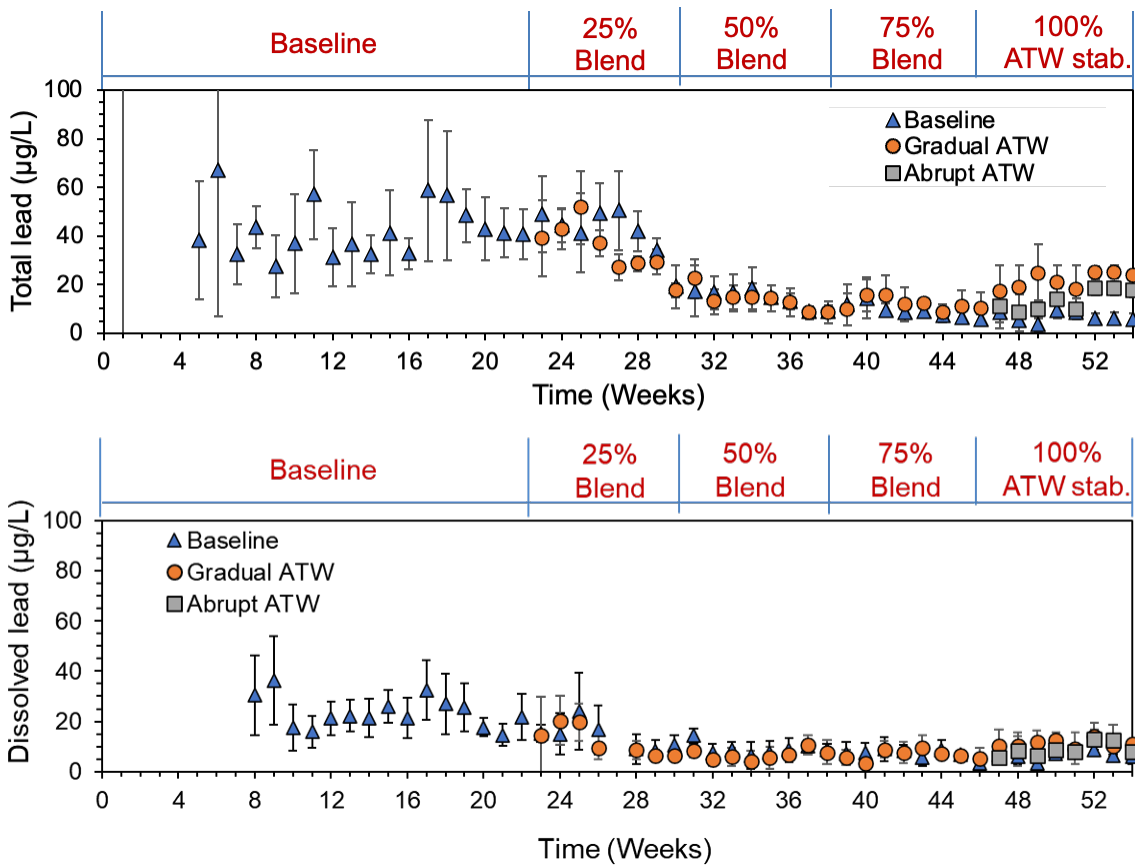 Baseline
25%
Blend
50%
Blend
75%
Blend
100%
ATW stab.
Total lead (µg/L)
100
80
60
40
20
0
Baseline
Gradual ATW
Abrupt ATW
0 4 8 12 16 20 24 28 32 36 40 44 48 52
Time (Weeks)
Baseline
25%
Blend
50%
Blend
75%
Blend
100%
ATW stab.
Dissolved lead (µg/L)
100
80
60
40
20
0
Baseline
Gradual ATW
Abrupt ATW
0 4 8 12 16 20 24 28 32 36 40 44 48 52
Time (Weeks)